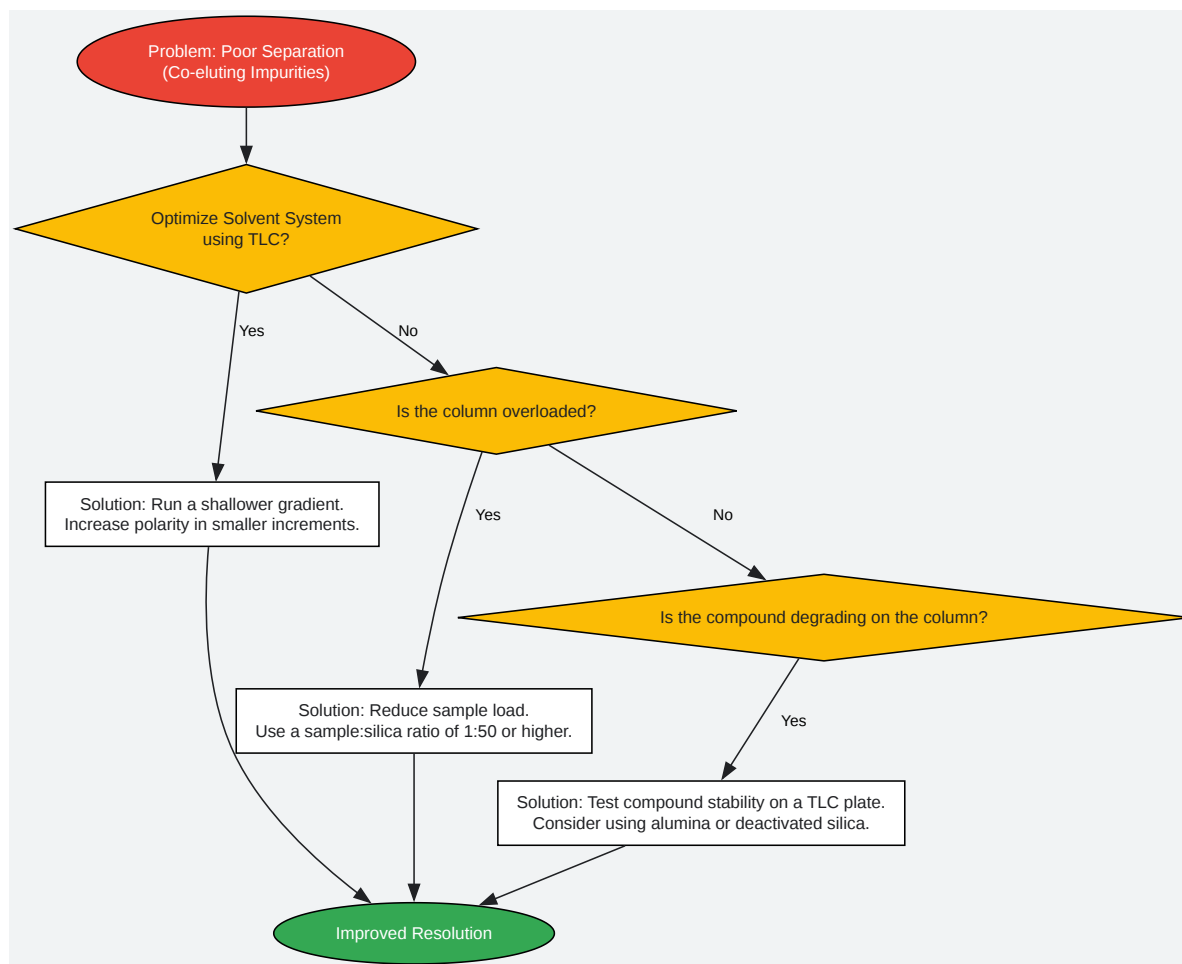 Problem: Poor Separation
(Co-eluting Impurities)
Optimize Solvent System
using TLC?
Yes
No
Is the column overloaded?
Solution: Run a shallower gradient.
Increase polarity in smaller increments.
Yes
No
Is the compound degrading on the column?
Solution: Reduce sample load.
Use a sample:silica ratio of 1:50 or higher.
Yes
Solution: Test compound stability on a TLC plate.
Consider using alumina or deactivated silica.
Improved Resolution